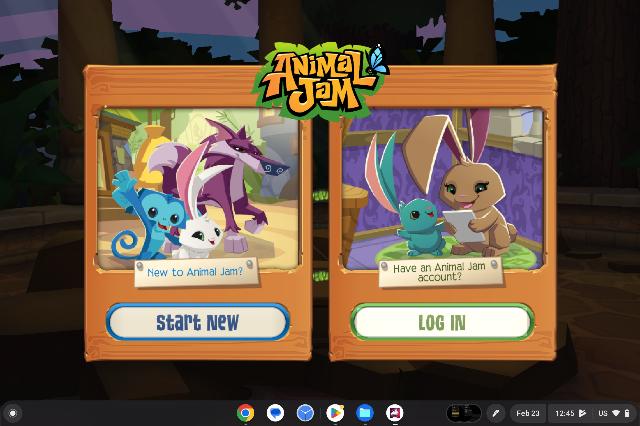 ANIMAL
JAM
New to Animal Jam?
Have an Animal Jam
account?
Start New
LOG IN
Feb 23
12:45
US